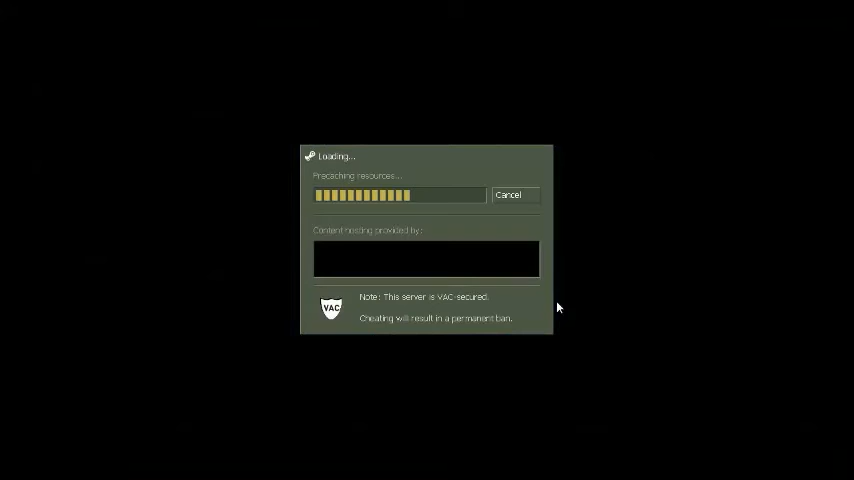 Loading...
Precaching resources...
Cancel
Content hosting provided by:
Note: This server is VAC-secured.
VAC
Cheating will result in a permanent ban.